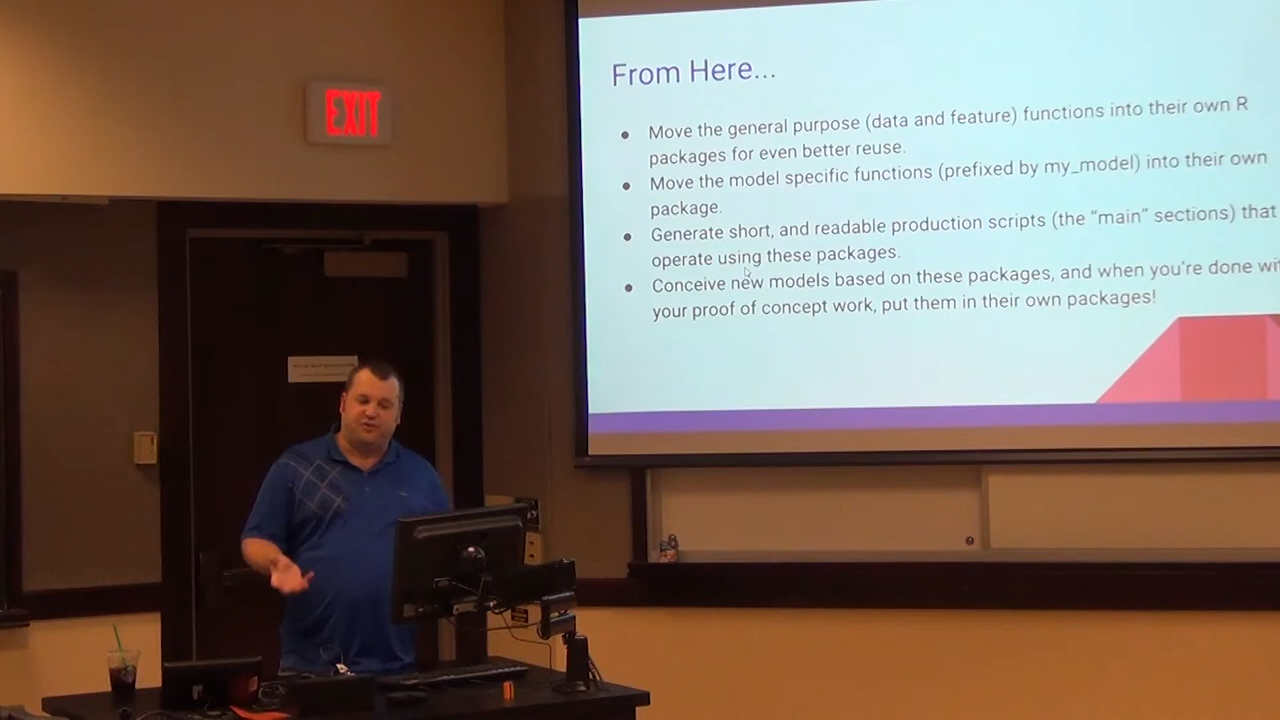 EXIT
From Here...
● Move the general purpose (data and feature) functions into their own R
packages for even better reuse.
● Move the model specific functions (prefixed by my_model) into their own
package.
● Generate short, and readable production scripts (the “main” sections) that
operate using these packages.
● Conceive new models based on these packages, and when you're done
your proof of concept work, put them in their own packages!